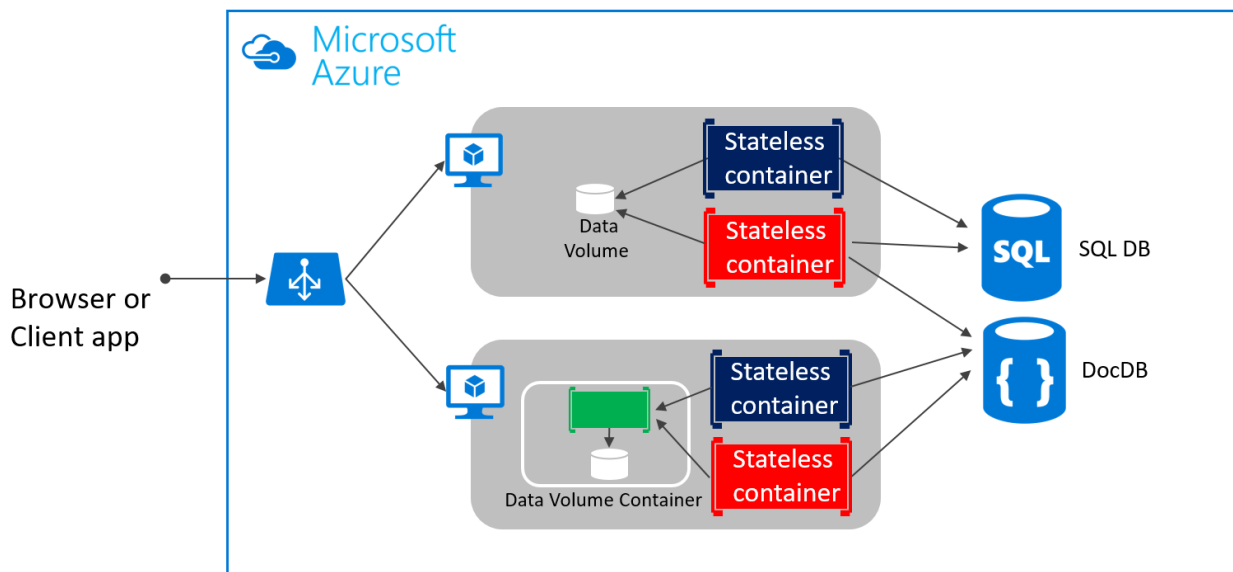 Microsoft
Azure
Stateless
container
Data
Volume
Stateless
container
SQL
SQL DB
Browser or
Client app
Stateless
container
{ }
DocDB
Stateless
container
Data Volume Container